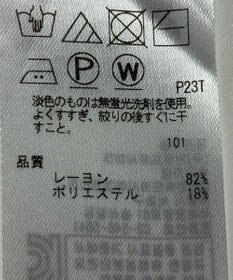 P
W
P23T
淡色のものは無蛍光洗剤を使用。
よくすすぎ、絞りの後すぐに干
すこと。
101
品質
レーヨン 82%
ポリエステル 18%